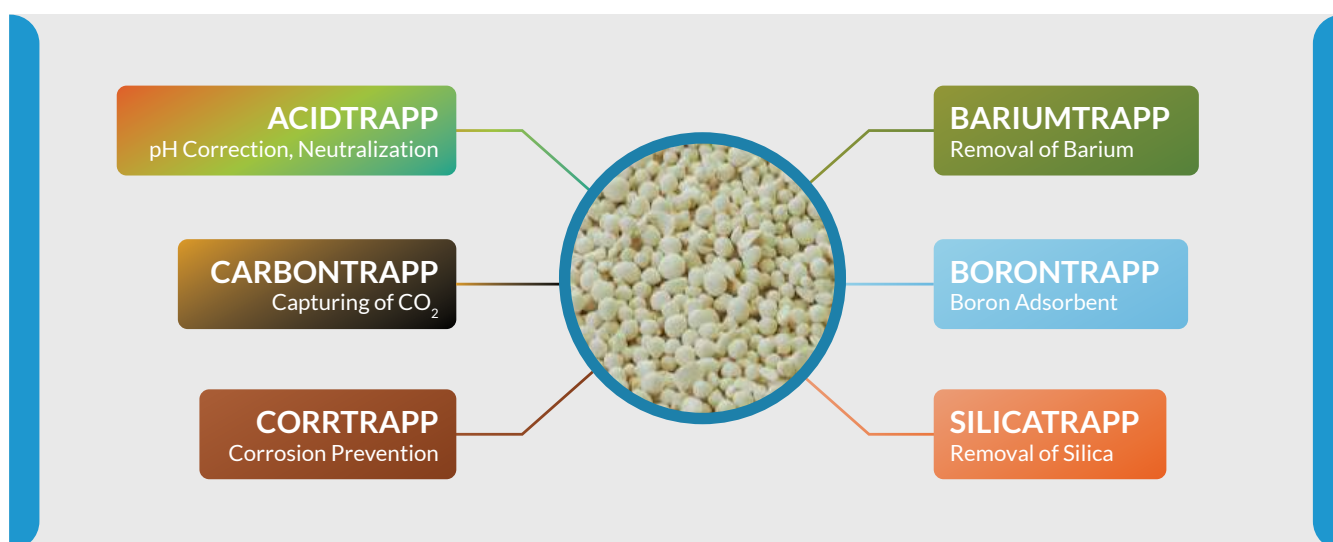 ACIDTRAPP
pH Correction, Neutralization
CARBONTRAPP
Capturing of CO₂
CORRTRAPP
Corrosion Prevention
BARIUMTRAPP
Removal of Barium
BORONTRAPP
Boron Adsorbent
SILICATRAPP
Removal of Silica